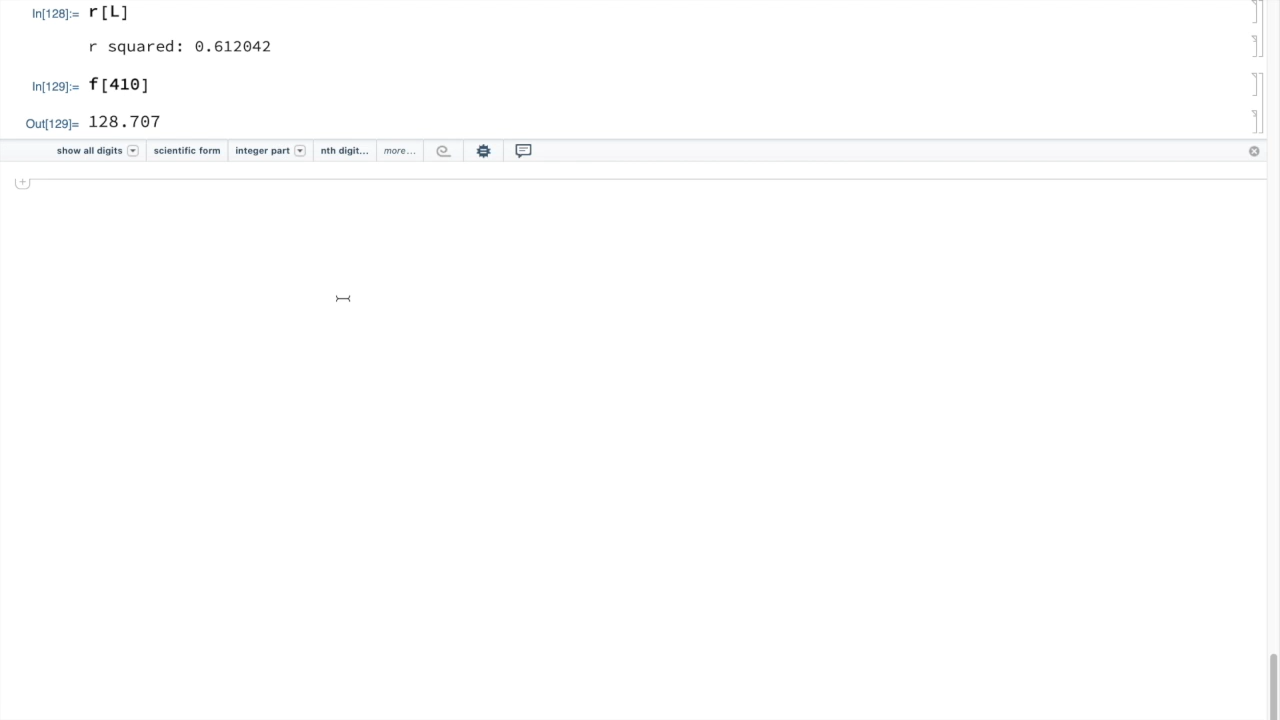 In[128]:= r[L]
r squared: 0.612042
In[129]:= f[410]
Out[129]= 128.707
show all digits scientific form integer part nth digit... more...